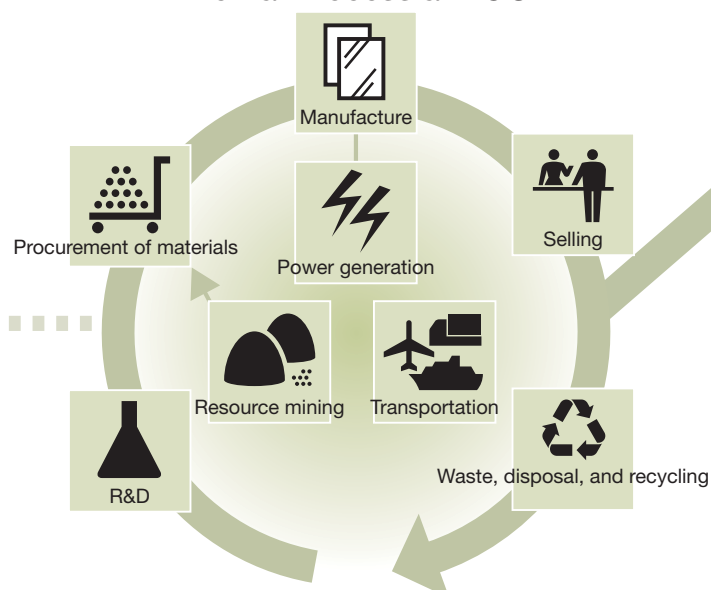 Manufacture
Procurement of materials
Power generation
Selling
Resource mining
Transportation
R&D
Waste, disposal, and recycling